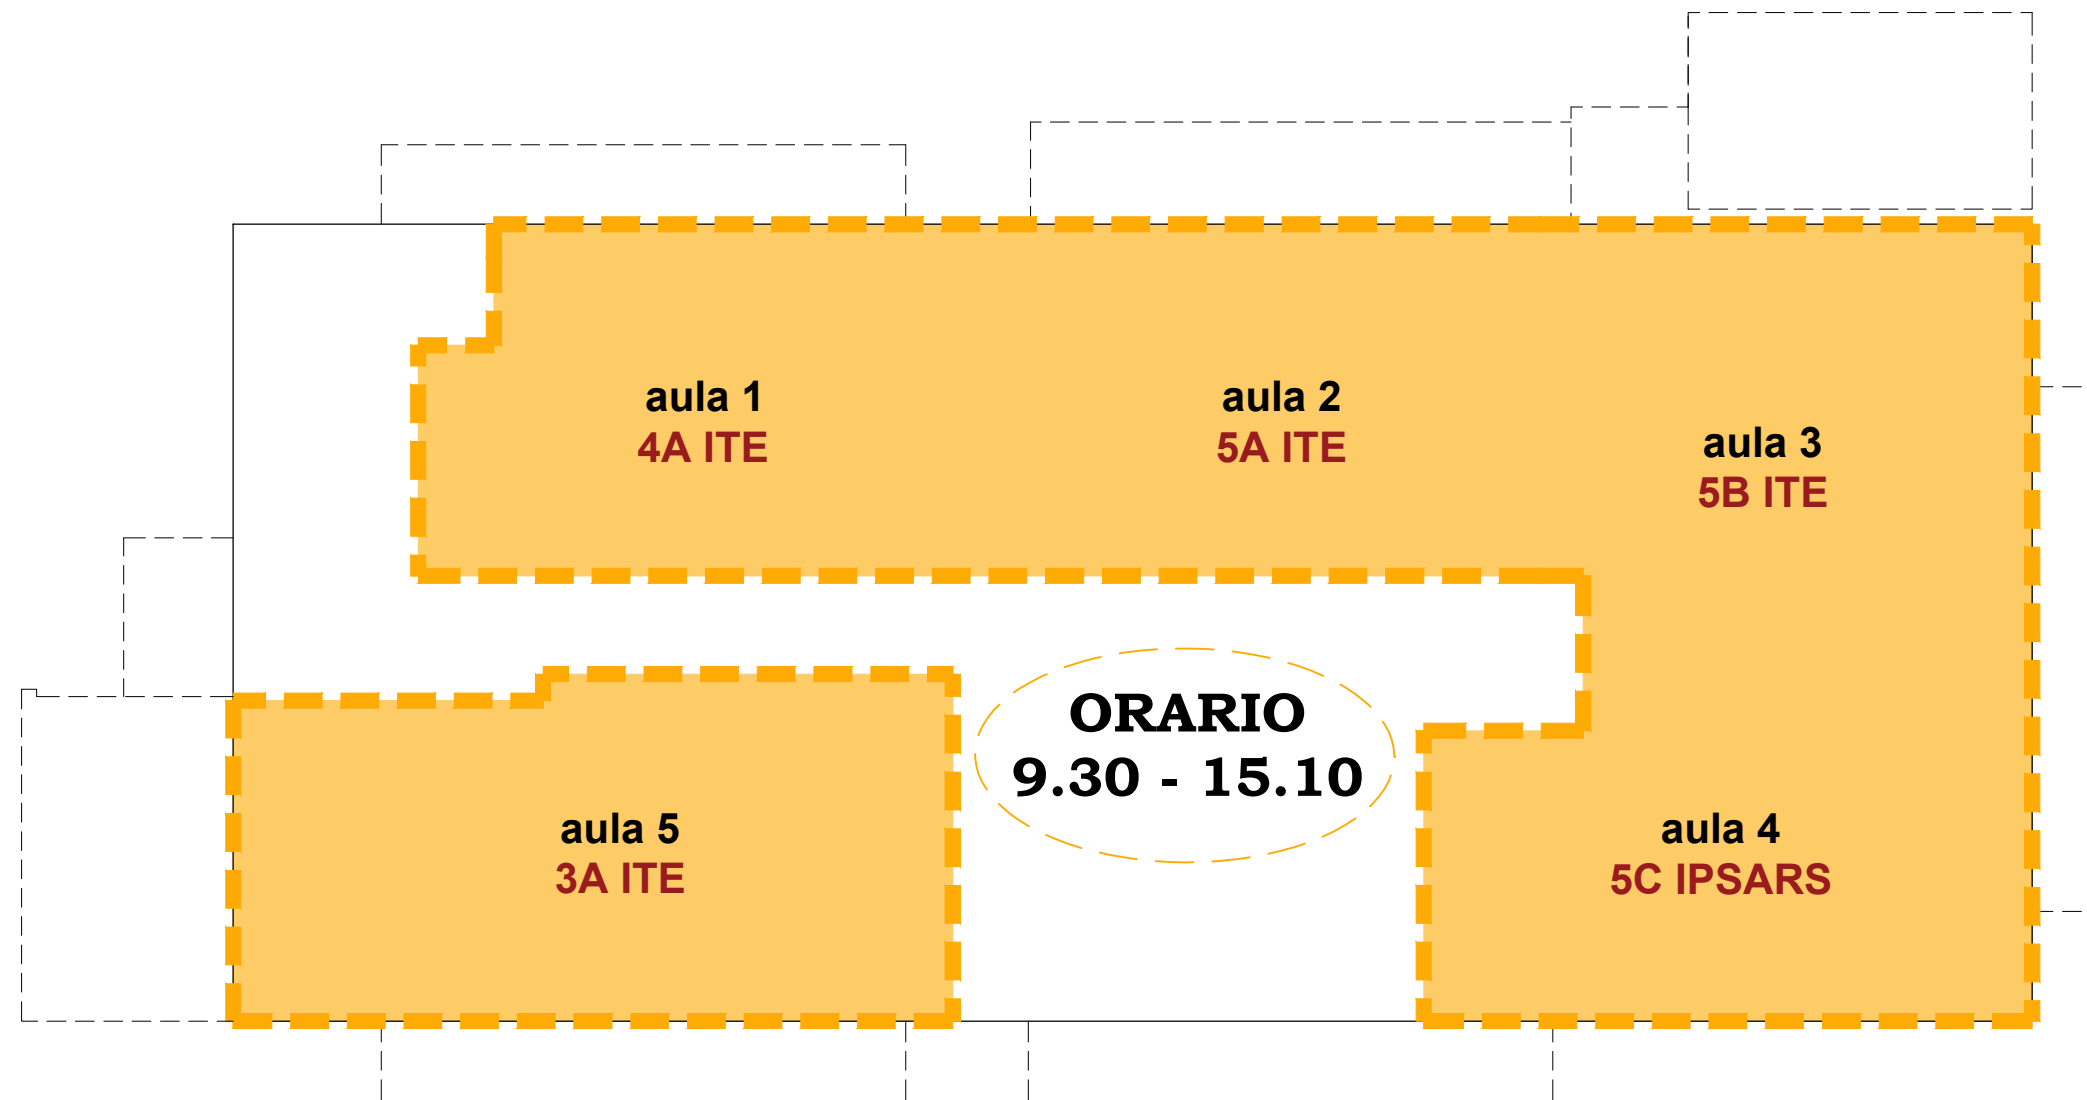 aula 1
4A ITE
aula 2
5A ITE
aula 3
5B ITE
ORARIO
9.30 - 15.10
aula 5
3A ITE
aula 4
5C IPSARS